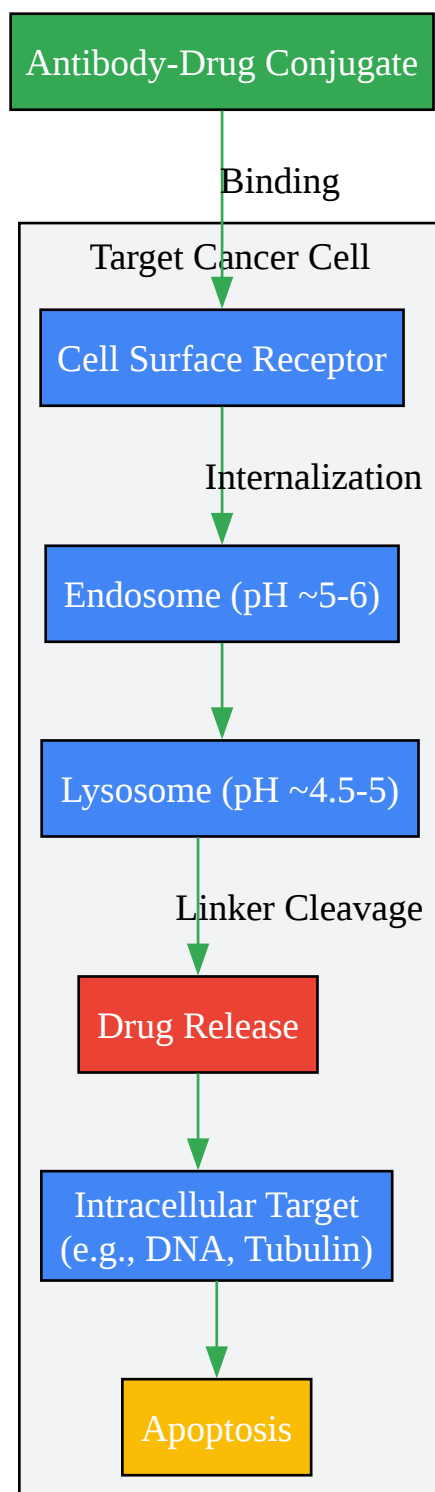 Antibody-Drug Conjugate
Binding
Target Cancer Cell
Cell Surface Receptor
Internalization
Endosome (pH ~5-6)
Lysosome (pH ~4.5-5)
Linker Cleavage
Drug Release
Intracellular Target
(e.g., DNA, Tubulin)
Apoptosis